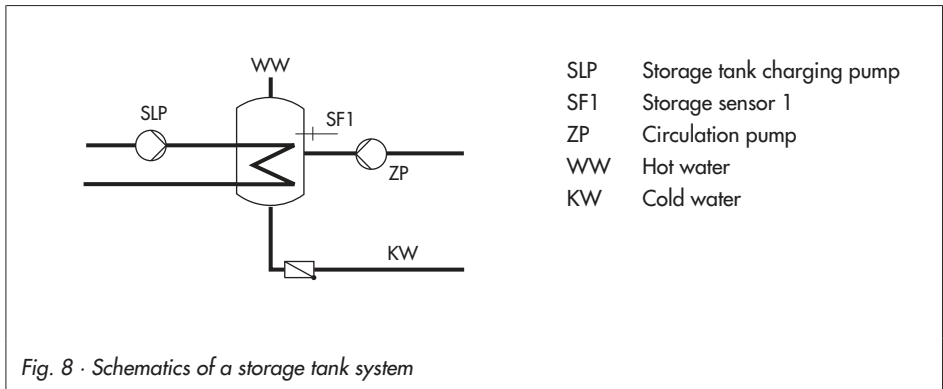 WW
SLP
SF1
ZP
KW
SLP Storage tank charging pump
SF1 Storage sensor 1
ZP Circulation pump
WW Hot water
KW Cold water
Fig. 8 · Schematics of a storage tank system